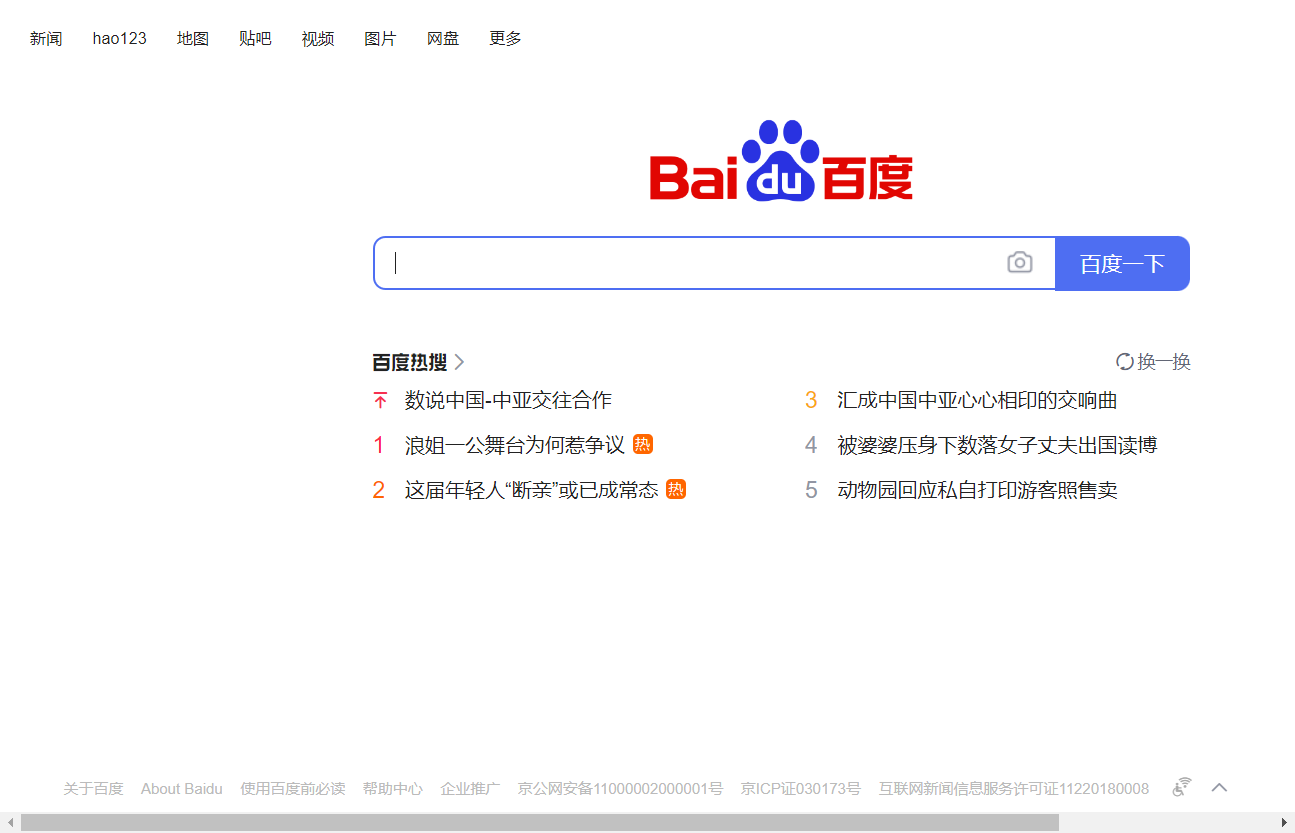 新闻 hao123 地图 贴吧 视频 图片 网盘 更多
Bai du 百度
百度一下
百度热搜 换一换
数说中国-中亚交往合作
1 浪姐一公舞台为何惹争议 热
2 这届年轻人“断亲”或已成常态 热
3 汇成中国中亚心心相印的交响曲
4 被婆婆压身下数落女子丈夫出国读博
5 动物园回应私自打印游客照售卖
关于百度 About Baidu 使用百度前必读 帮助中心 企业推广 京公网安备11000002000001号 京ICP证030173号 互联网新闻信息服务许可证11220180008